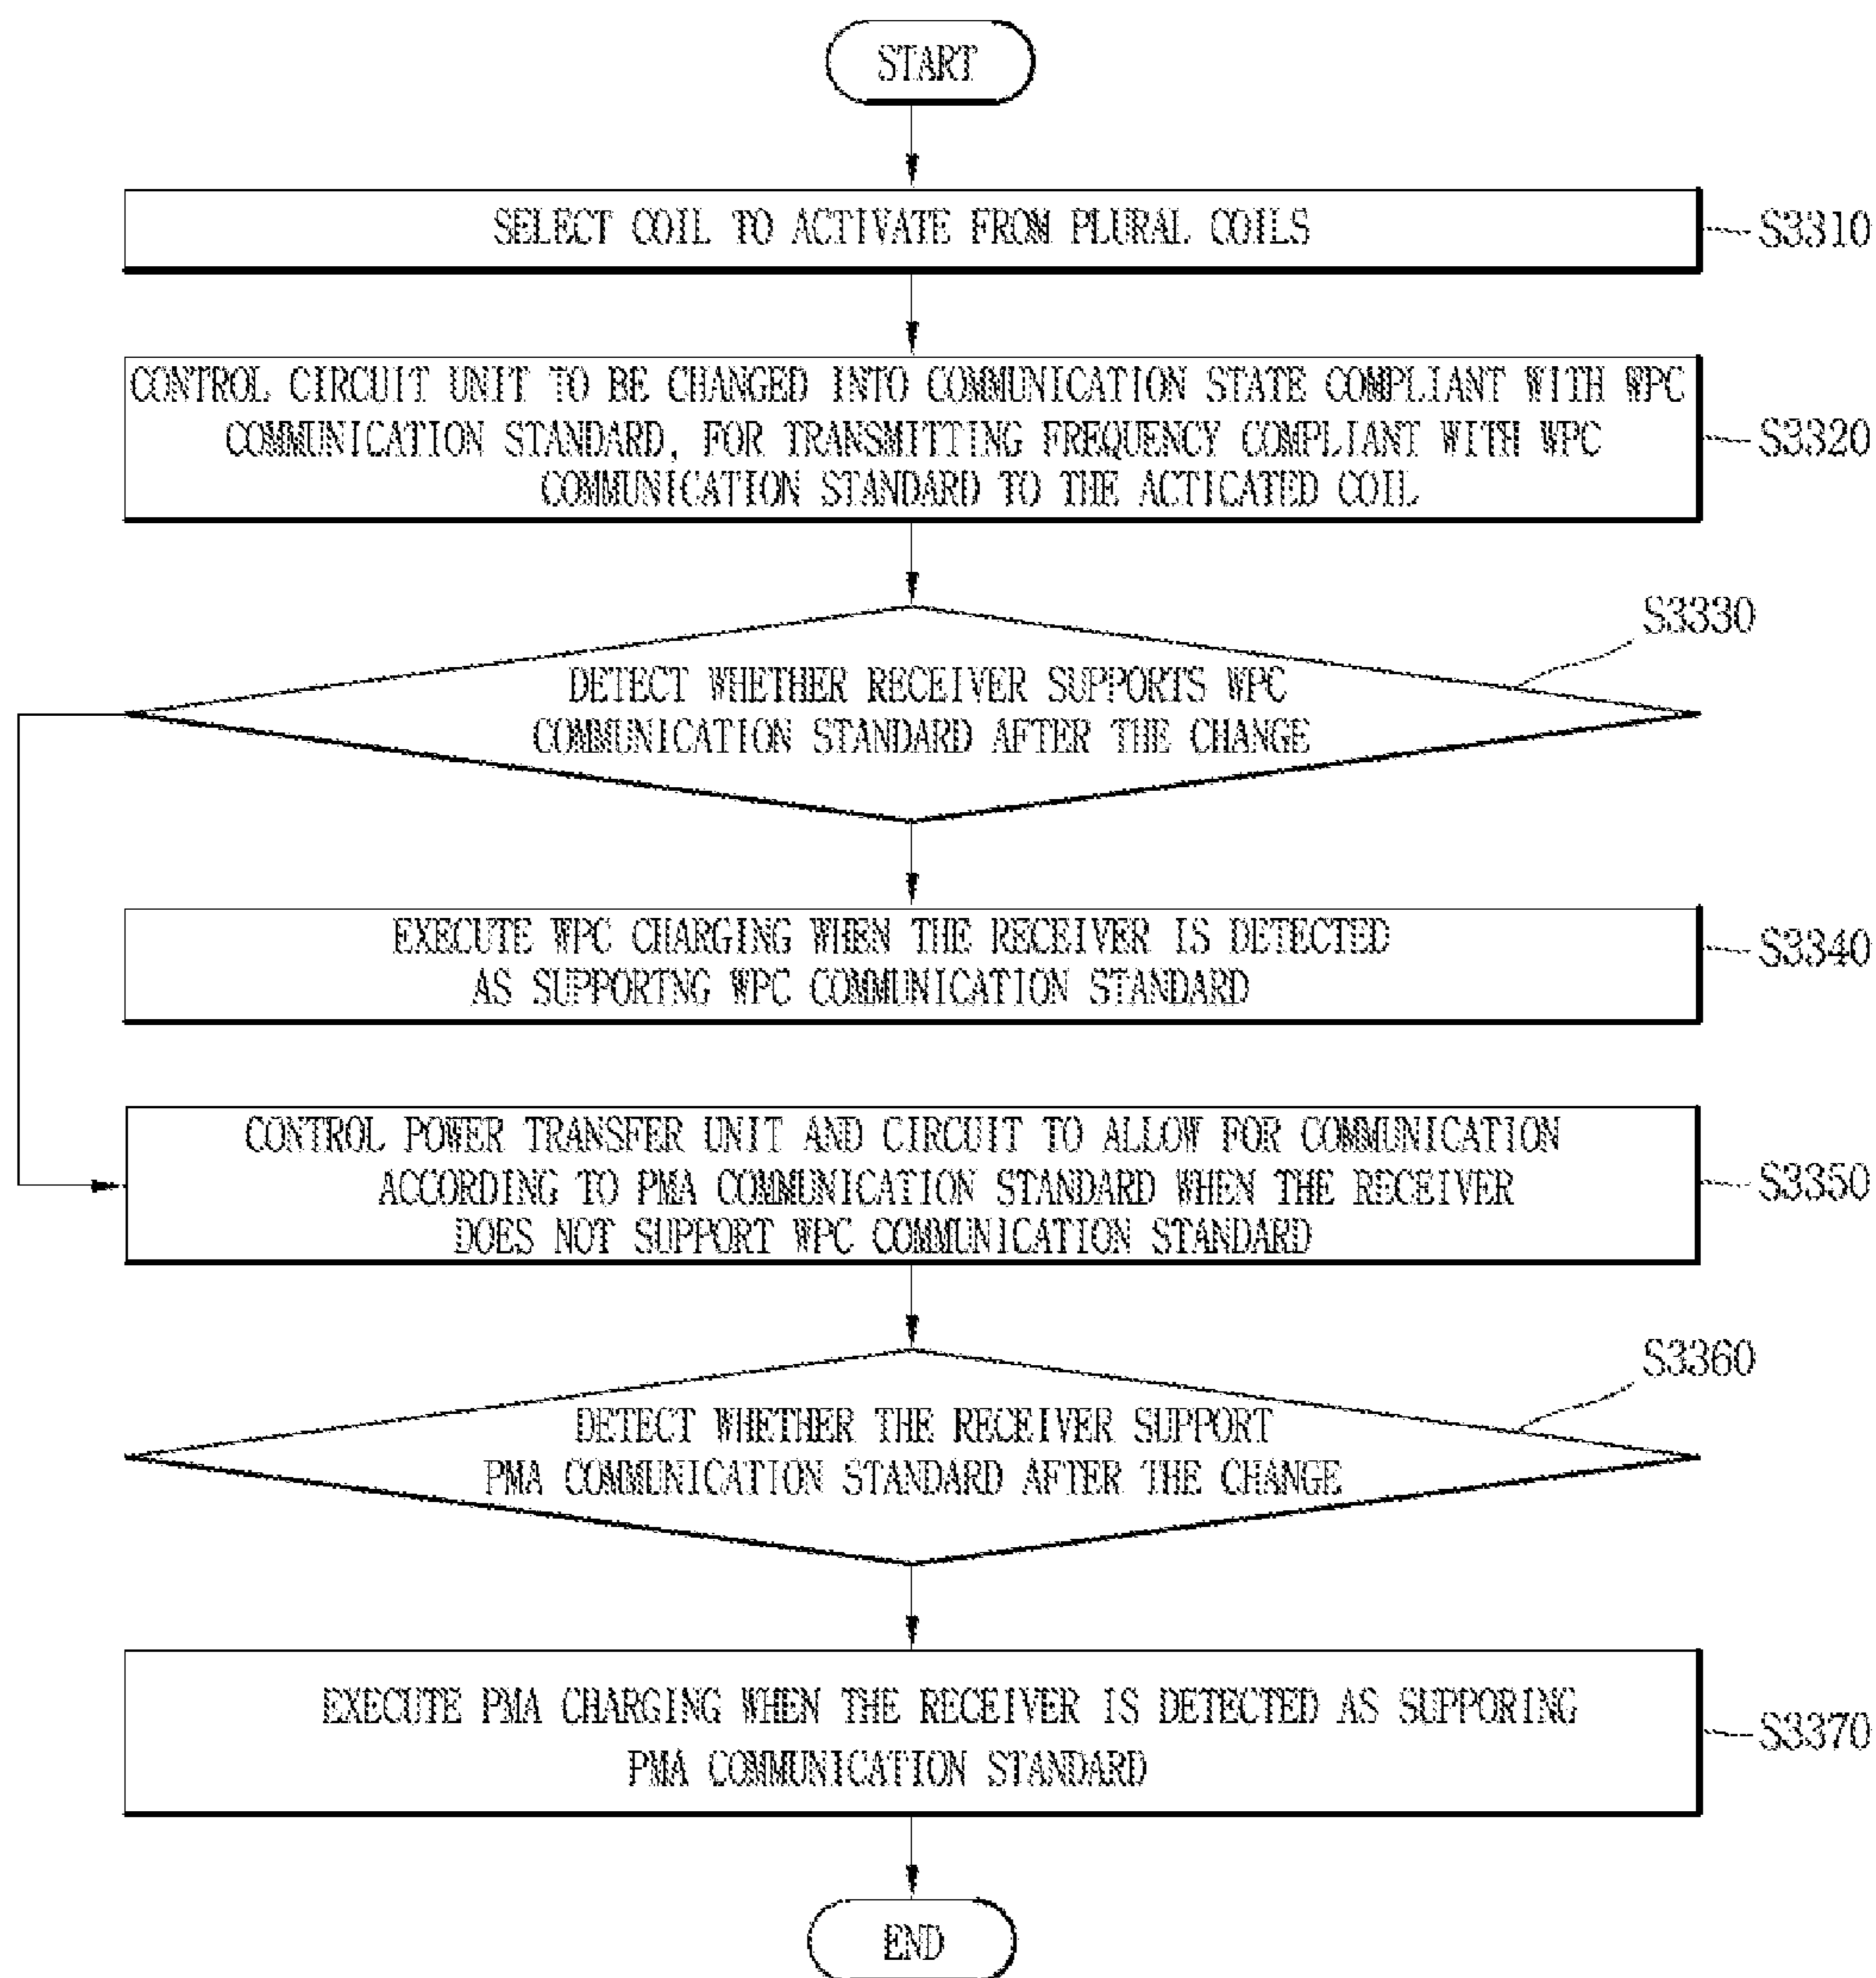 START
SELECT COIL TO ACTIVATE FROM PLURAL COILS
S3310
CONTROL CIRCUIT UNIT TO BE CHANGED INTO COMMUNICATION STATE COMPLIANT WITH WPC
COMMUNICATION STANDARD, FOR TRANSMITTING FREQUENCY COMPLIANT WITH WPC
COMMUNICATION STANDARD TO THE ACTICATED COIL
S3320
S3330
DETECT WHETHER RECEIVER SUPPORTS WPC
COMMUNICATION STANDARD AFTER THE CHANGE
EXECUTE WPC CHARGING WHEN THE RECEIVER IS DETECTED
AS SUPPORTNG WPC COMMUNICATION STANDARD
S3340
CONTROL POWER TRANSFER UNIT AND CIRCUIT TO ALLOW FOR COMMUNICATION
ACCORDING TO PMA COMMUNICATION STANDARD WHEN THE RECEIVER
DOES NOT SUPPORT WPC COMMUNICATION STANDARD
S3350
S3360
DETECT WHETHER THE RECEIVER SUPPORT
PMA COMMUNICATION STANDARD AFTER THE CHANGE
EXECUTE PMA CHARGING WHEN THE RECEIVER IS DETECTED AS SUPPORING
PMA COMMUNICATION STANDARD
S3370
END